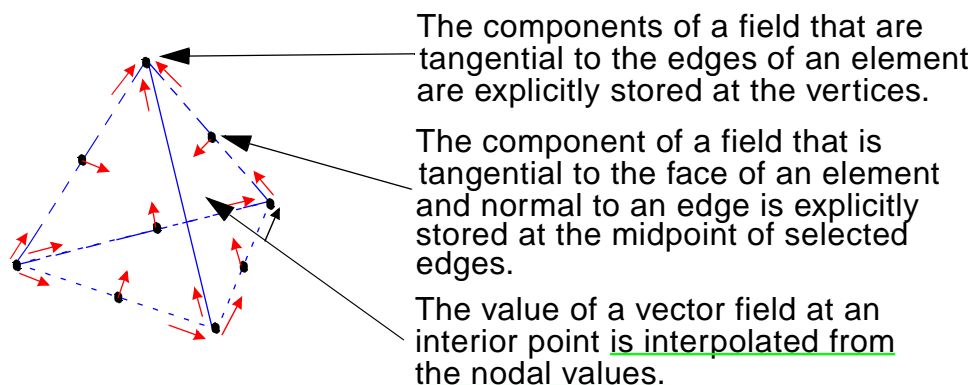 The components of a field that are
tangential to the edges of an element
are explicitly stored at the vertices.
The component of a field that is
tangential to the face of an element
and normal to an edge is explicitly
stored at the midpoint of selected
edges.
The value of a vector field at an
interior point is interpolated from
the nodal values.